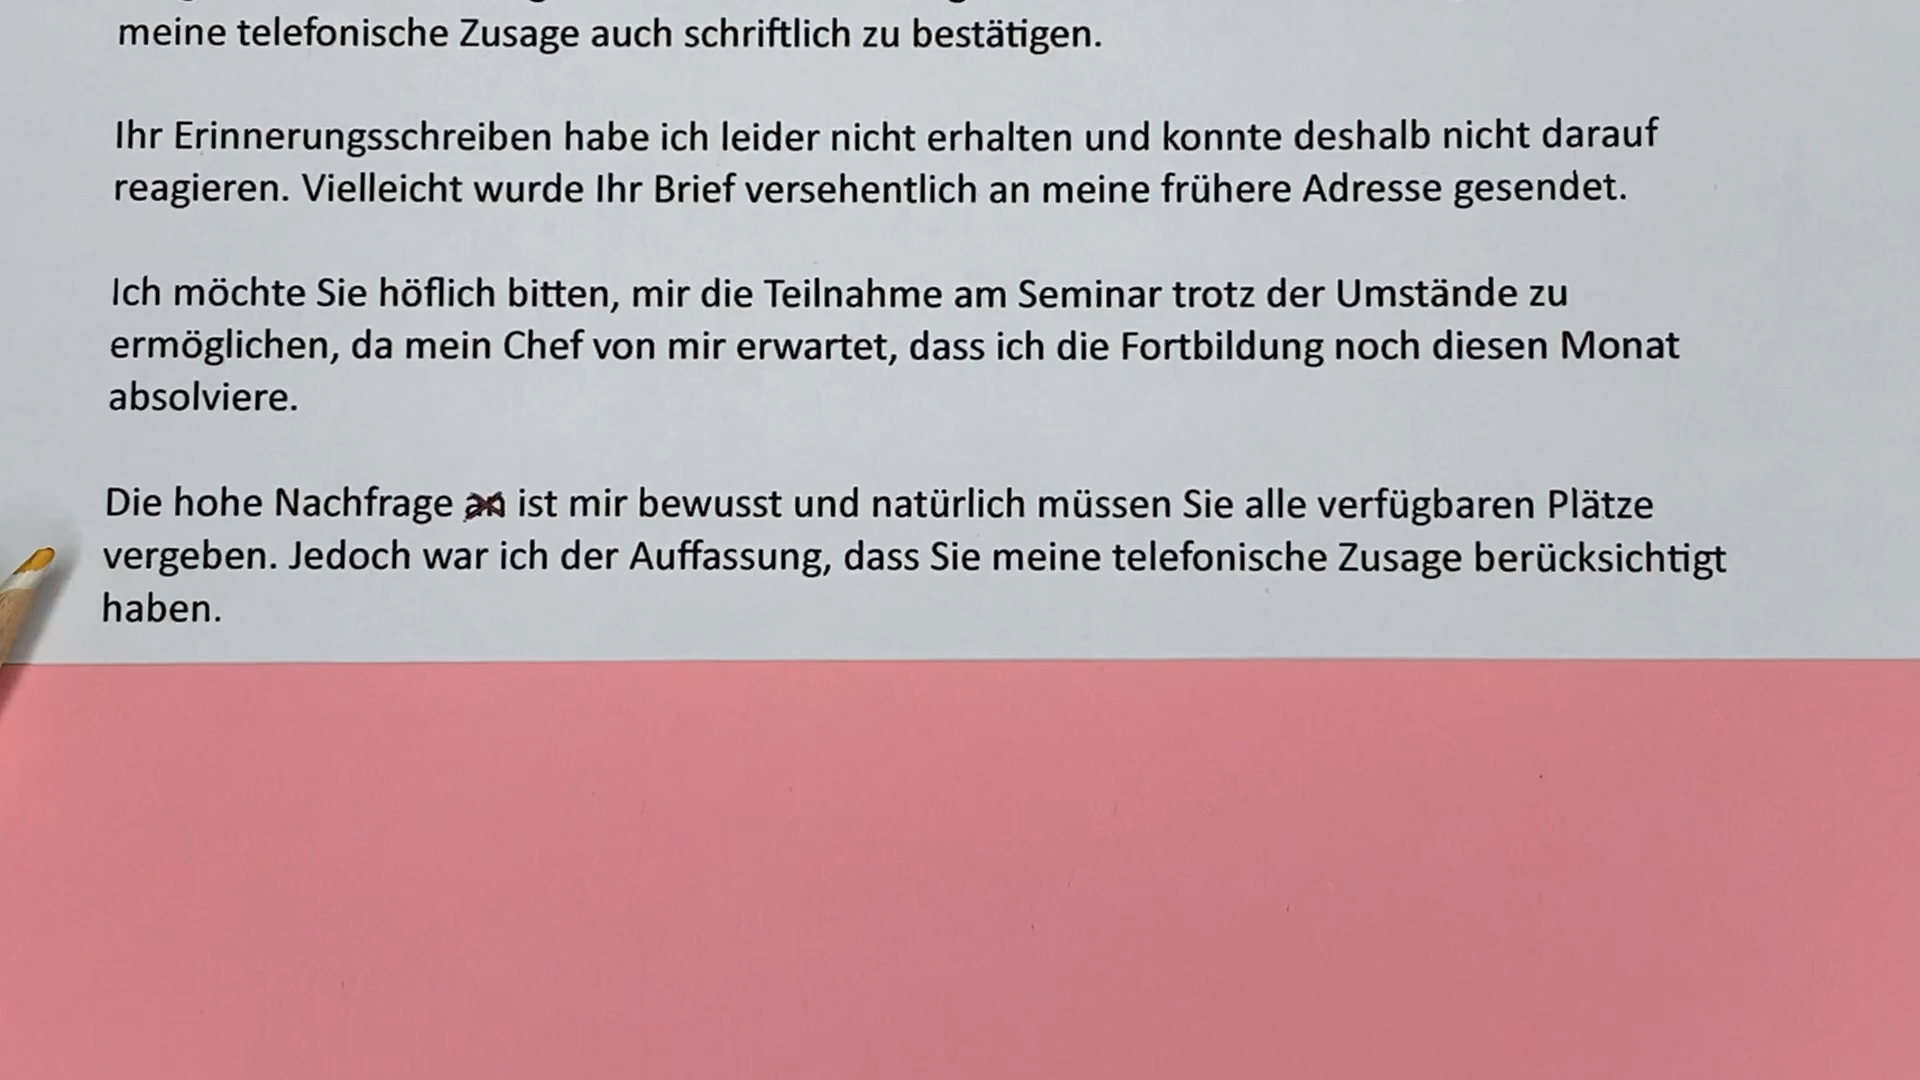 meine telefonische Zusage auch schriftlich zu bestätigen.
Ihr Erinnerungsschreiben habe ich leider nicht erhalten und konnte deshalb nicht darauf
reagieren. Vielleicht wurde Ihr Brief versehentlich an meine frühere Adresse gesendet.
Ich möchte Sie höflich bitten, mir die Teilnahme am Seminar trotz der Umstände zu
ermöglichen, da mein Chef von mir erwartet, dass ich die Fortbildung noch diesen Monat
absolviere.
Die hohe Nachfrage ist mir bewusst und natürlich müssen Sie alle verfügbaren Plätze
vergeben. Jedoch war ich der Auffassung, dass Sie meine telefonische Zusage berücksichtigt
haben.